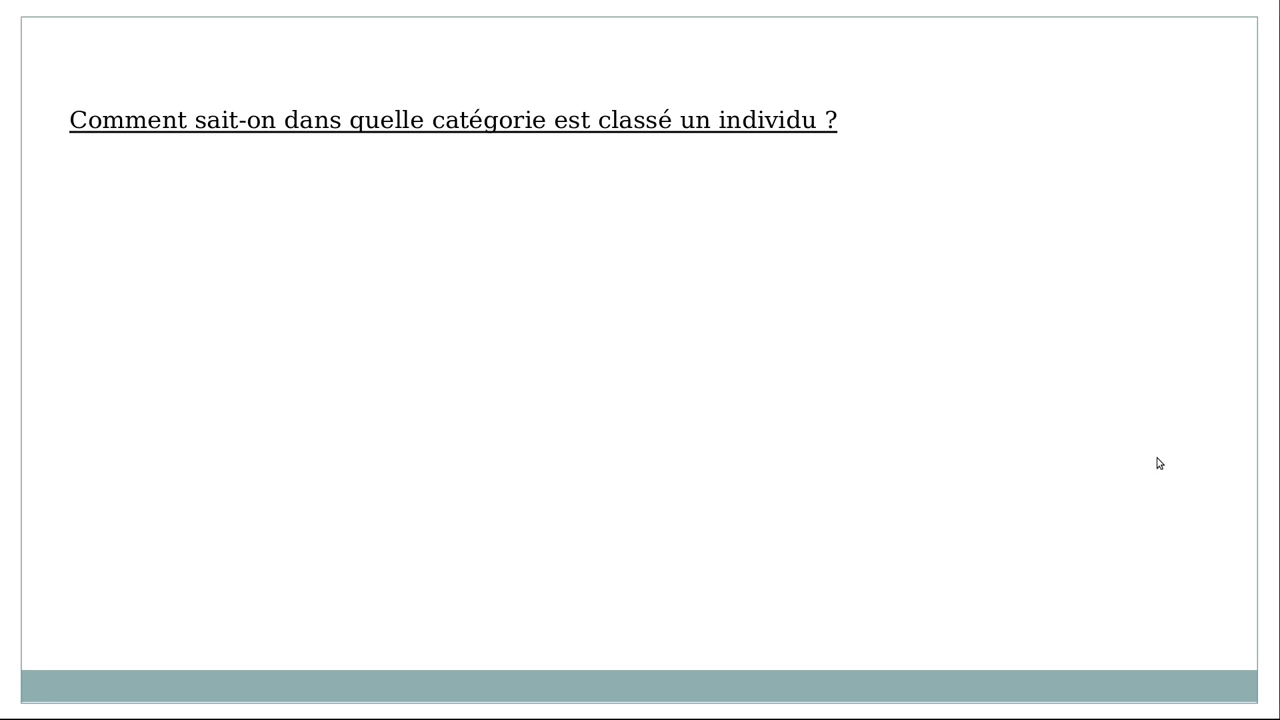 Comment sait-on dans quelle catégorie est classé un individu ?